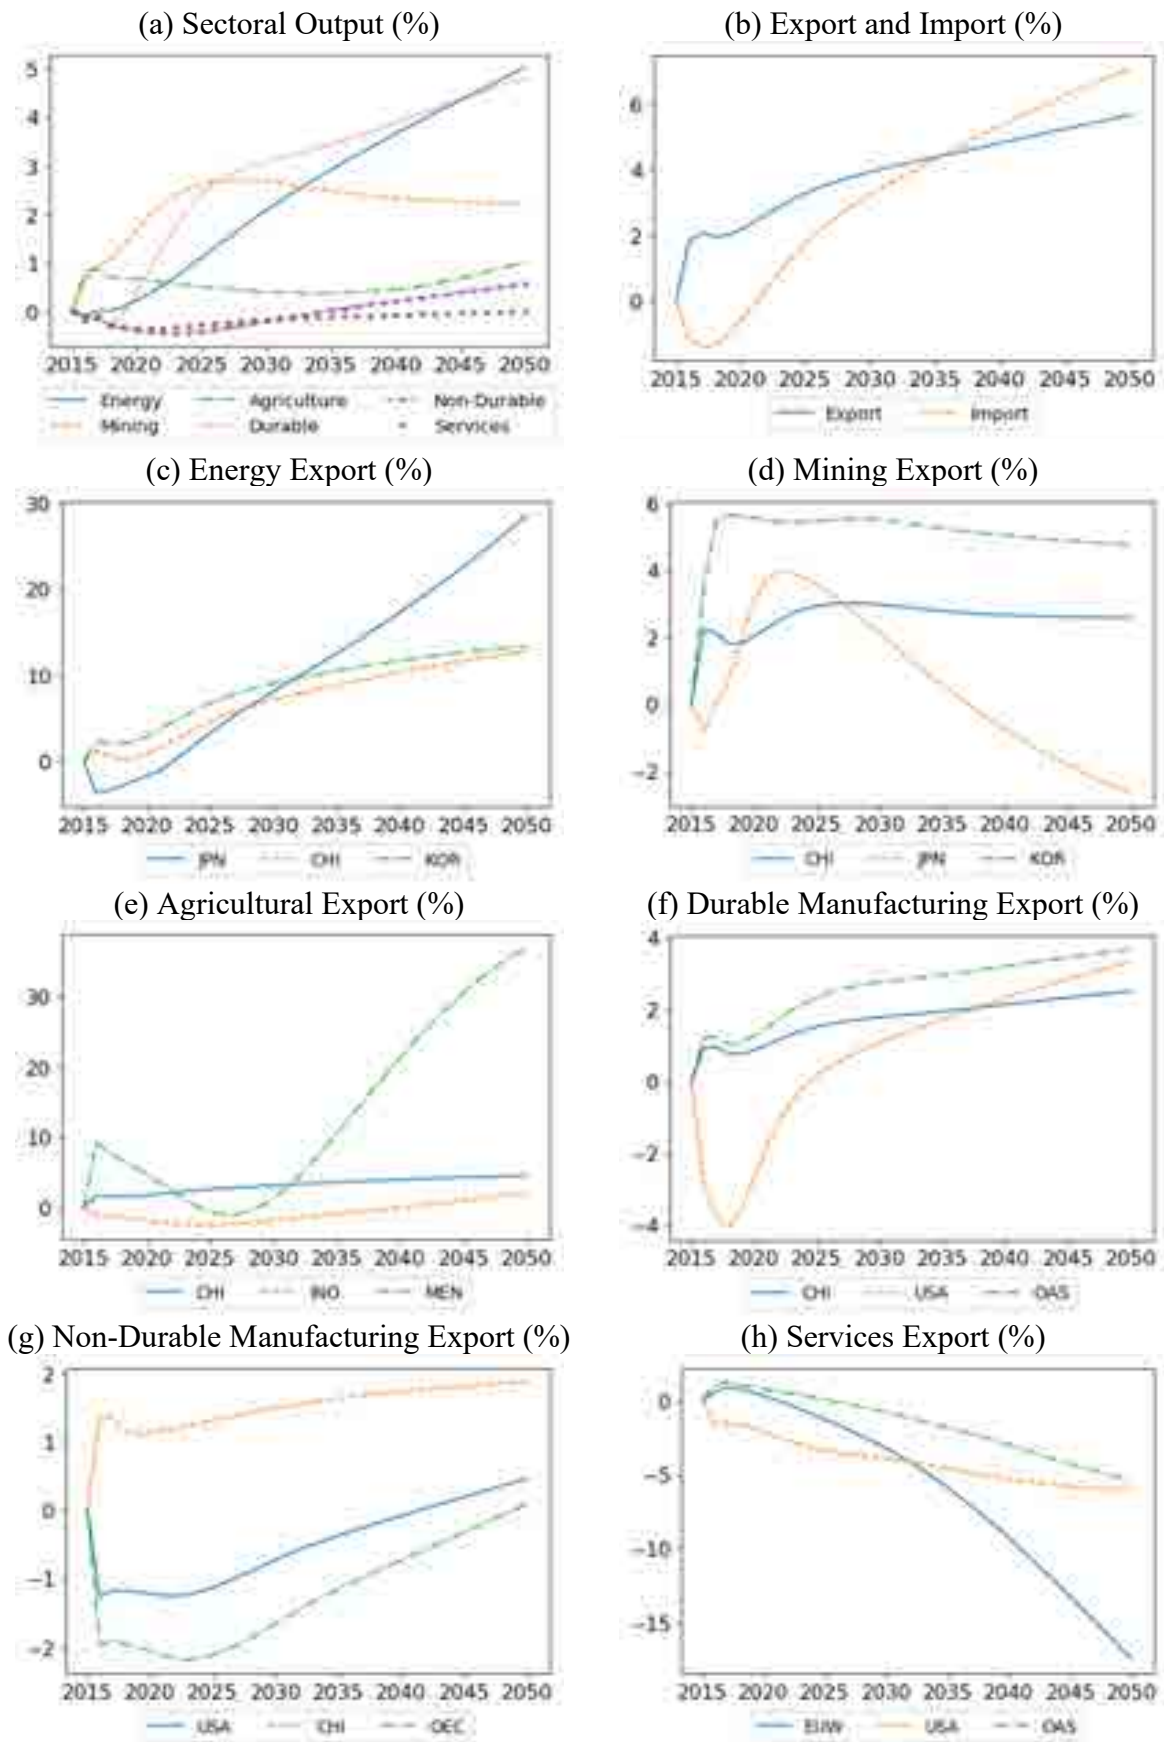 (a) Sectoral Output (%)
5
4
3
2
1
0
2015 2020 2025 2030 2035 2040 2045 2050
Energy Agriculture Non-Durable
Mining Durable Services
(b) Export and Import (%)
6
4
2
0
2015 2020 2025 2030 2035 2040 2045 2050
Export Import
(c) Energy Export (%)
30
20
10
0
2015 2020 2025 2030 2035 2040 2045 2050
JPN CHI KOR
(d) Mining Export (%)
6
4
2
0
−2
2015 2020 2025 2030 2035 2040 2045 2050
CHI JPN KOR
(e) Agricultural Export (%)
30
20
10
0
2015 2020 2025 2030 2035 2040 2045 2050
CHI INO MEN
(f) Durable Manufacturing Export (%)
4
2
0
−2
−4
2015 2020 2025 2030 2035 2040 2045 2050
CHI USA OAS
(g) Non-Durable Manufacturing Export (%)
2
1
0
−1
−2
2015 2020 2025 2030 2035 2040 2045 2050
USA CHI OEC
(h) Services Export (%)
0
−5
−10
−15
2015 2020 2025 2030 2035 2040 2045 2050
EUW USA OAS